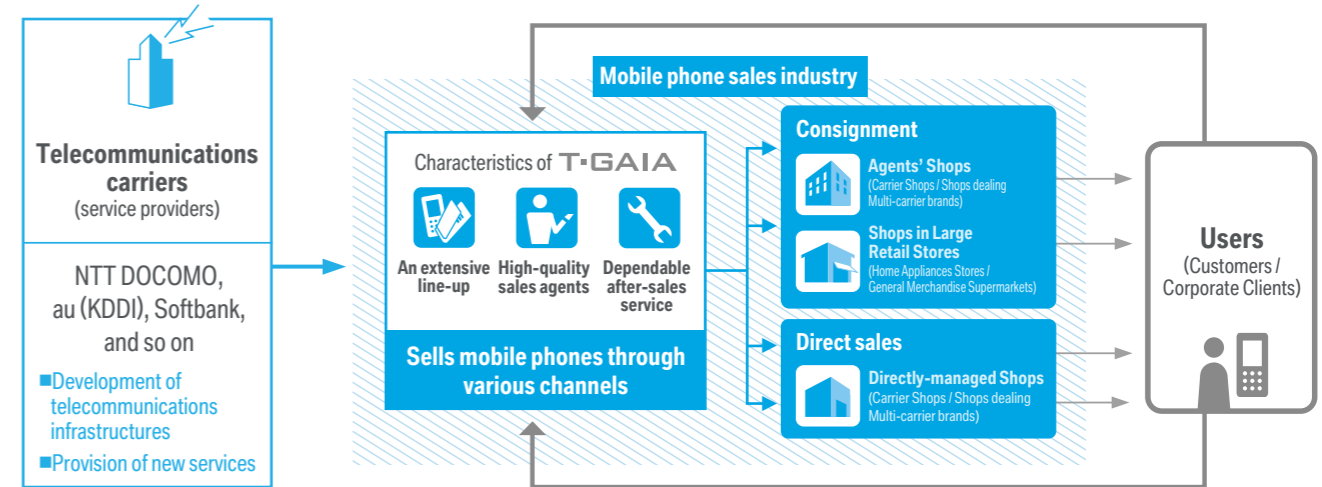 Telecommunications
carriers
(service providers)
NTT DOCOMO,
au (KDDI), Softbank,
and so on
■Development of
telecommunications
infrastructures
■Provision of new services
Mobile phone sales industry
Characteristics of T-GAIA
An extensive
line-up
High-quality
sales agents
Dependable
after-sales
service
Sells mobile phones through
various channels
Consignment
Agents’ Shops
(Carrier Shops / Shops dealing
Multi-carrier brands)
Shops in Large
Retail Stores
(Home Appliances Stores /
General Merchandise Supermarkets)
Direct sales
Directly-managed Shops
(Carrier Shops / Shops dealing
Multi-carrier brands)
Users
(Customers /
Corporate Clients)